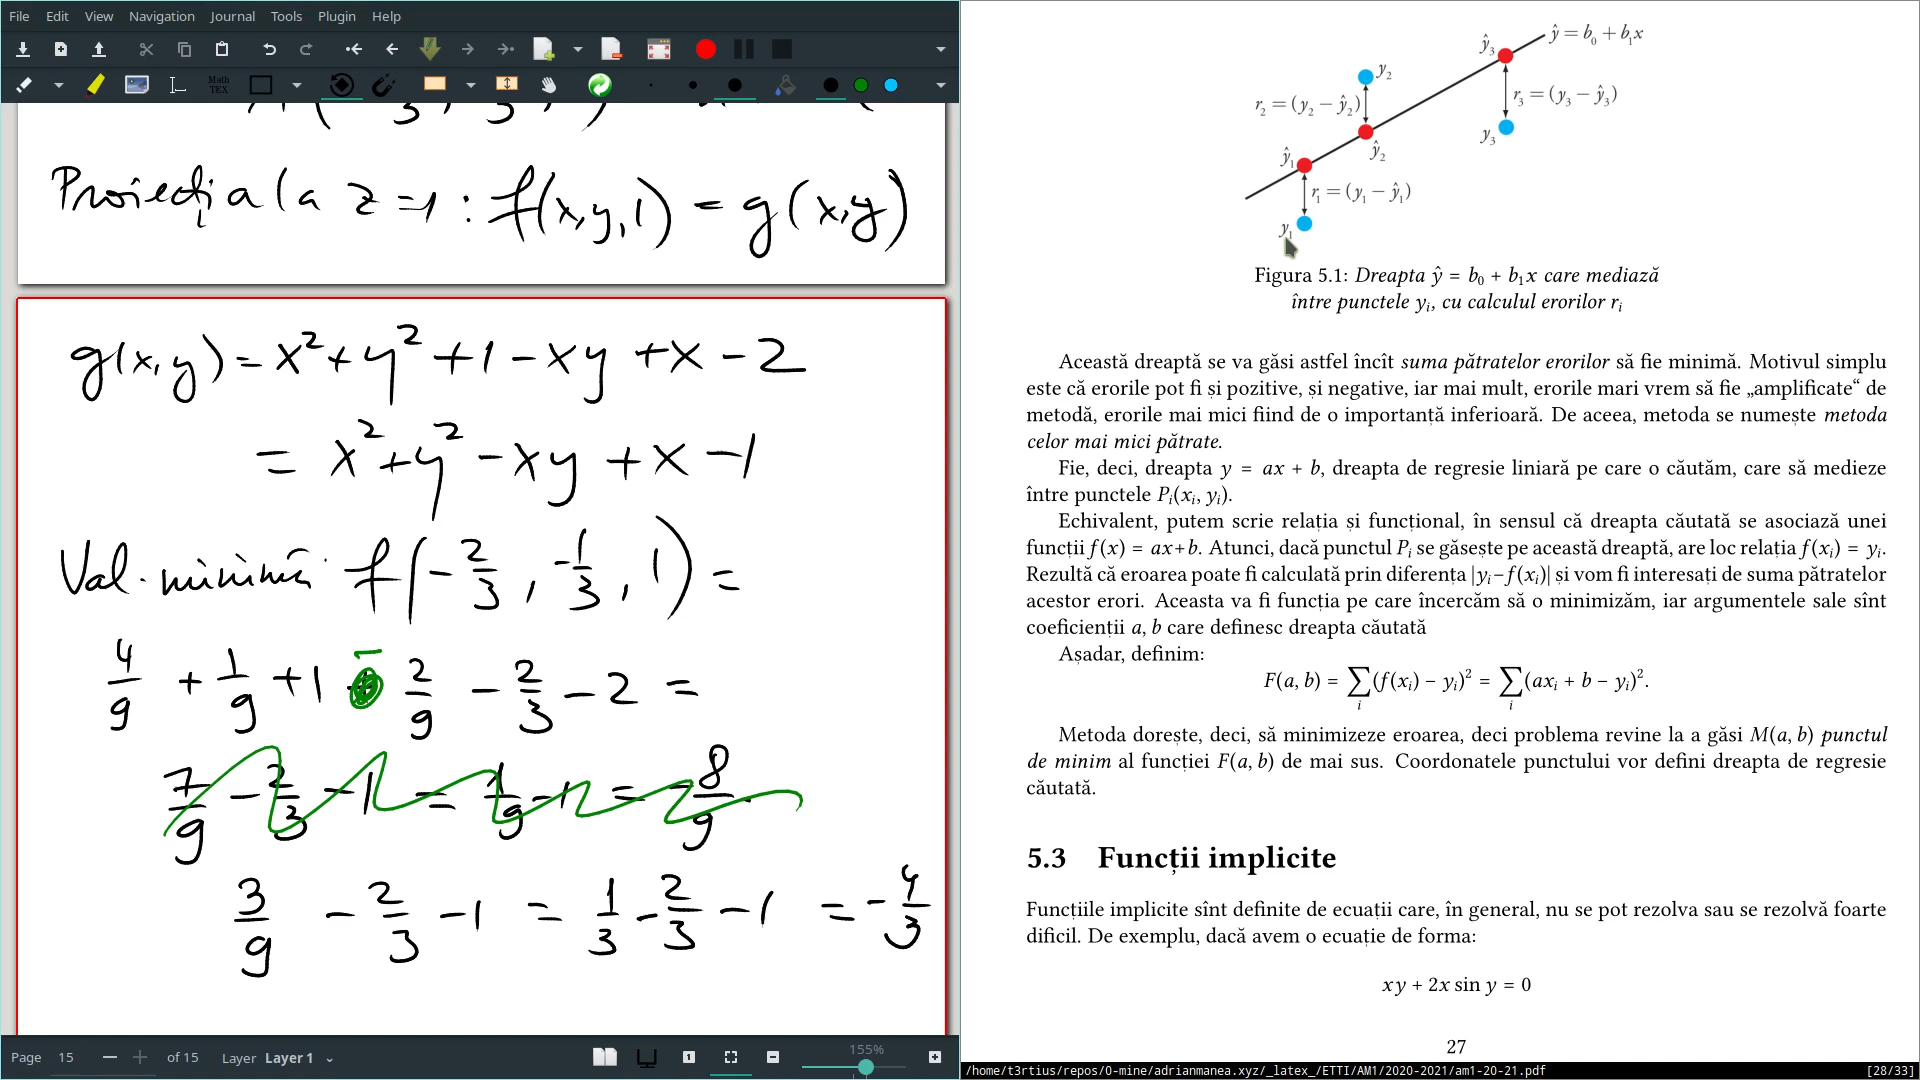 File Edit View Navigation Journal Tools Plugin Help
Math TEX
Proiecția la z=1 : f(x,y,1) = g(x,y)
g(x,y) = x²+y²+1-xy+x-2
= x²+y²-xy+x-1
Val. minimă: f(-2/3, -1/3, 1) =
4/9 + 1/9 + 1 - 2/9 - 2/3 - 2 =
7/9 - 2/3 - 1 = 1/9 - 1 = -8/9
3/9 - 2/3 - 1 = 1/3 - 2/3 - 1 = -4/3
Page 15 of 15 Layer Layer 1 155%
ŷ = b₀ + b₁x
ŷ₃
y₂
r₂ = (y₂ − ŷ₂)
r₃ = (y₃ − ŷ₃)
y₃
ŷ₁
ŷ₂
r₁ = (y₁ − ŷ₁)
y₁
Figura 5.1: Dreapta ŷ = b₀ + b₁x care mediază
între punctele yᵢ, cu calculul erorilor rᵢ
Această dreaptă se va găsi astfel încît suma pătratelor erorilor să fie minimă. Motivul simplu
este că erorile pot fi și pozitive, și negative, iar mai mult, erorile mari vrem să fie „amplificate“ de
metodă, erorile mai mici fiind de o importanță inferioară. De aceea, metoda se numește metoda
celor mai mici pătrate.
Fie, deci, dreapta y = ax + b, dreapta de regresie liniară pe care o căutăm, care să medieze
între punctele Pᵢ(xᵢ, yᵢ).
Echivalent, putem scrie relația și funcțional, în sensul că dreapta căutată se asociază unei
funcții f(x) = ax+b. Atunci, dacă punctul Pᵢ se găsește pe această dreaptă, are loc relația f(xᵢ) = yᵢ.
Rezultă că eroarea poate fi calculată prin diferența |yᵢ−f(xᵢ)| și vom fi interesați de suma pătratelor
acestor erori. Aceasta va fi funcția pe care încercăm să o minimizăm, iar argumentele sale sînt
coeficienții a, b care definesc dreapta căutată
Așadar, definim:
F(a, b) = ∑ᵢ(f(xᵢ) − yᵢ)² = ∑ᵢ(axᵢ + b − yᵢ)².
Metoda dorește, deci, să minimizeze eroarea, deci problema revine la a găsi M(a, b) punctul
de minim al funcției F(a, b) de mai sus. Coordonatele punctului vor defini dreapta de regresie
căutată.
5.3 Funcții implicite
Funcțiile implicite sînt definite de ecuații care, în general, nu se pot rezolva sau se rezolvă foarte
dificil. De exemplu, dacă avem o ecuație de forma:
xy + 2x sin y = 0
27
/home/t3rtius/repos/0-mine/adrianmanea.xyz/_latex_/ETTI/AM1/2020-2021/am1-20-21.pdf [28/33]